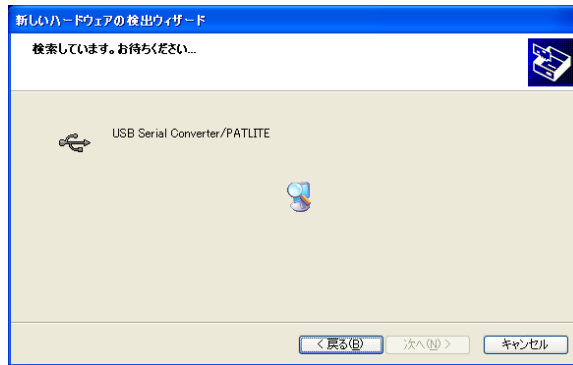 新しいハードウェアの検出ウィザード
検索しています。お待ちください...
USB Serial Converter/PATLITE
< 戻る(B)
次へ(N) >
キャンセル